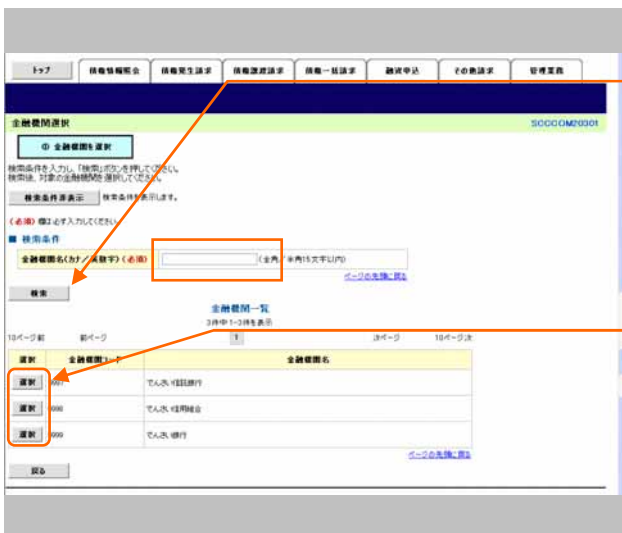 トップ 債権情報照会 債権発生請求 債権譲渡請求 債権一括請求 融資申込 その他請求 管理業務
金融機関選択 SCCCOM20301
① 金融機関を選択
検索条件を入力し、「検索」ボタンを押してください。
検索後、対象の金融機関を選択してください。
検索条件非表示 検索条件を表示します。
(必須)欄は必ず入力してください。
■ 検索条件
金融機関名(カナ/英数字)(必須) (全角/半角15文字以内)
ページの先頭に戻る
検索
金融機関一覧
3件中 1-3件を表示
10ページ前 前ページ 1 次ページ 10ページ次
選択 金融機関コード 金融機関名
選択 でんさい信託銀行
選択 9998 でんさい信用組合
選択 9999 でんさい銀行
ページの先頭に戻る
戻る